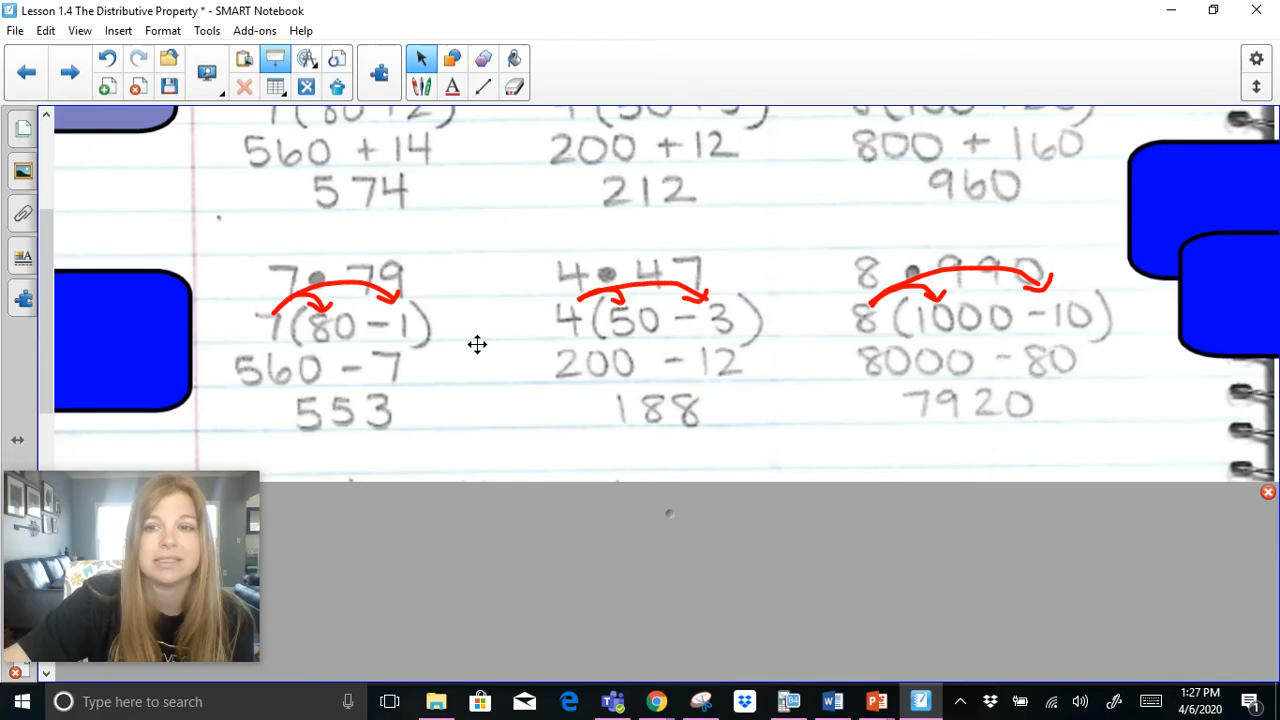 Lesson 1.4 The Distributive Property * - SMART Notebook
File Edit View Insert Format Tools Add-ons Help
560 + 14 200 + 12 800 + 160
574 212 960
7 • 79 4 • 47 8 • 990
7(80 - 1) 4(50 - 3) 8(1000 - 10)
560 - 7 200 - 12 8000 - 80
553 188 7920
Type here to search
1:27 PM
4/6/2020